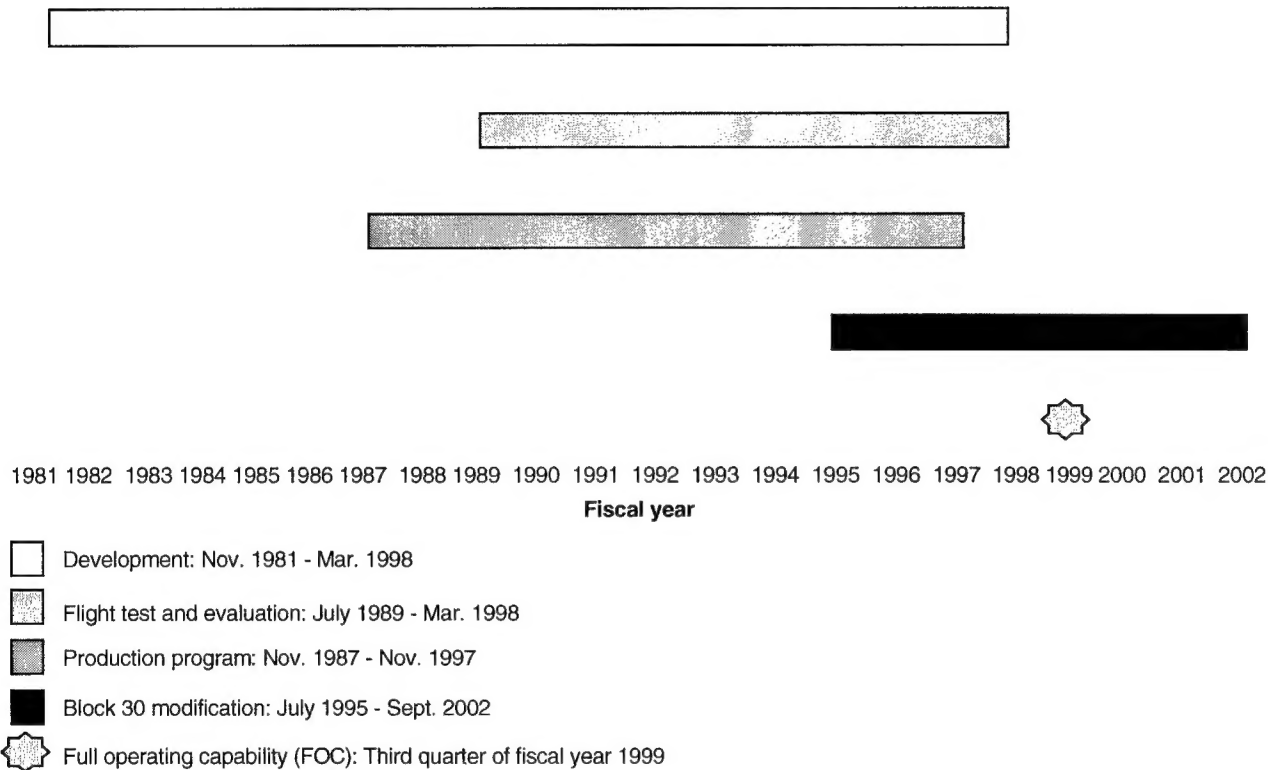 1981 1982 1983 1984 1985 1986 1987 1988 1989 1990 1991 1992 1993 1994 1995 1996 1997 1998 1999 2000 2001 2002
Fiscal year
Development: Nov. 1981 - Mar. 1998
Flight test and evaluation: July 1989 - Mar. 1998
Production program: Nov. 1987 - Nov. 1997
Block 30 modification: July 1995 - Sept. 2002
Full operating capability (FOC): Third quarter of fiscal year 1999